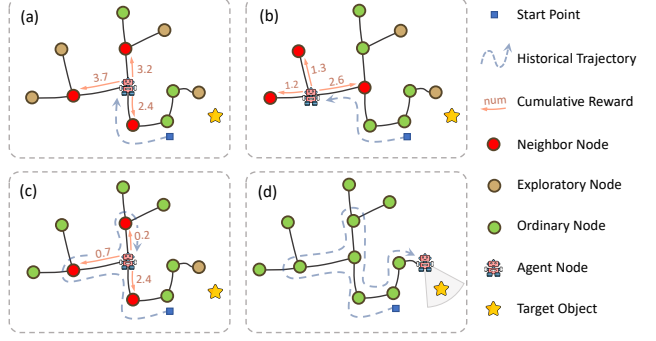 (a)
3.7
3.2
2.4
(b)
1.2
1.3
2.6
(c)
0.7
0.2
2.4
(d)
Start Point
Historical Trajectory
num
Cumulative Reward
Neighbor Node
Exploratory Node
Ordinary Node
Agent Node
Target Object